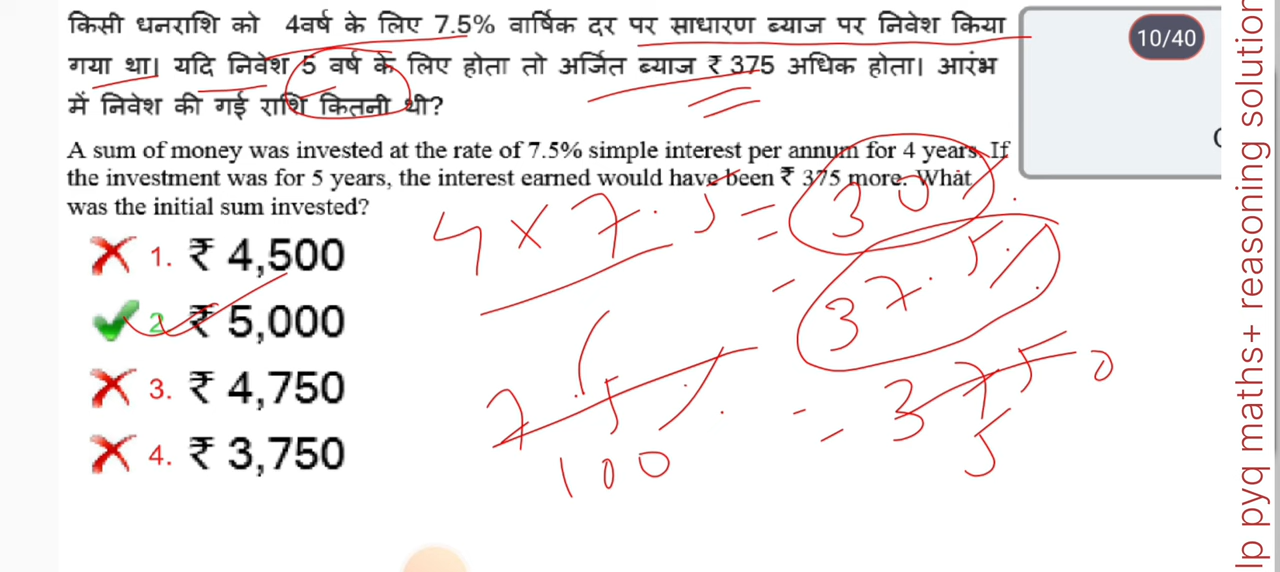 किसी धनराशि को 4वर्ष के लिए 7.5% वार्षिक दर पर साधारण ब्याज पर निवेश किया
गया था। यदि निवेश 5 वर्ष के लिए होता तो अर्जित ब्याज ₹ 375 अधिक होता। आरंभ
में निवेश की गई राशि कितनी थी?
10/40
A sum of money was invested at the rate of 7.5% simple interest per annum for 4 years. If
the investment was for 5 years, the interest earned would have been ₹ 375 more. What
was the initial sum invested?
4 × 7.5 = 30%
= 37.5%
1. ₹ 4,500
2. ₹ 5,000
3. ₹ 4,750
4. ₹ 3,750
7.5% = 3750
100
5
lp pyq maths+ reasoning solution